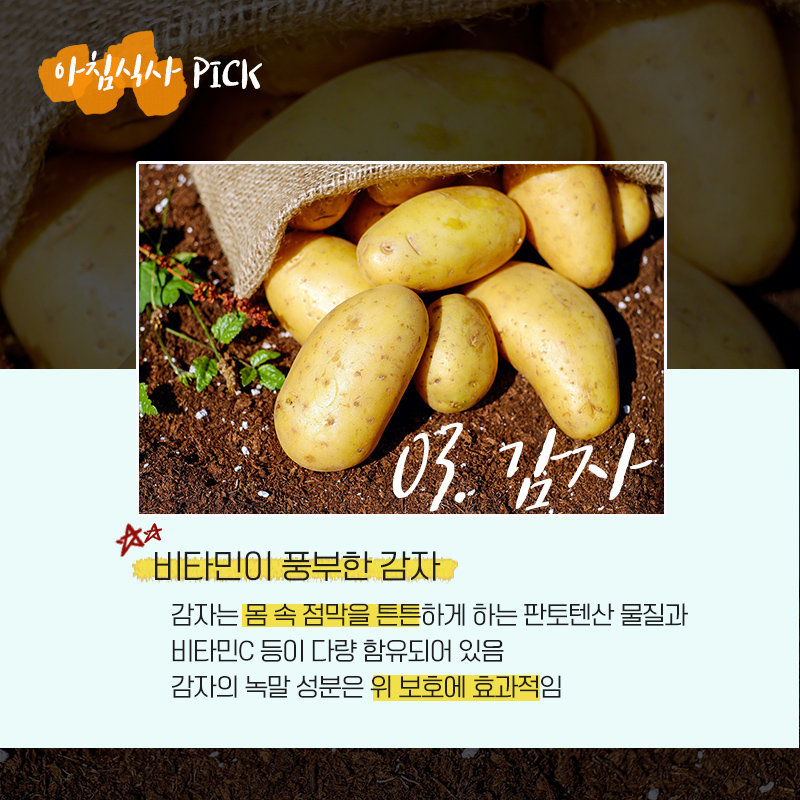 아침식사 PICK
03. 감자
비타민이 풍부한 감자
감자는 몸 속 점막을 튼튼하게 하는 판토텐산 물질과
비타민C 등이 다량 함유되어 있음
감자의 녹말 성분은 위 보호에 효과적임